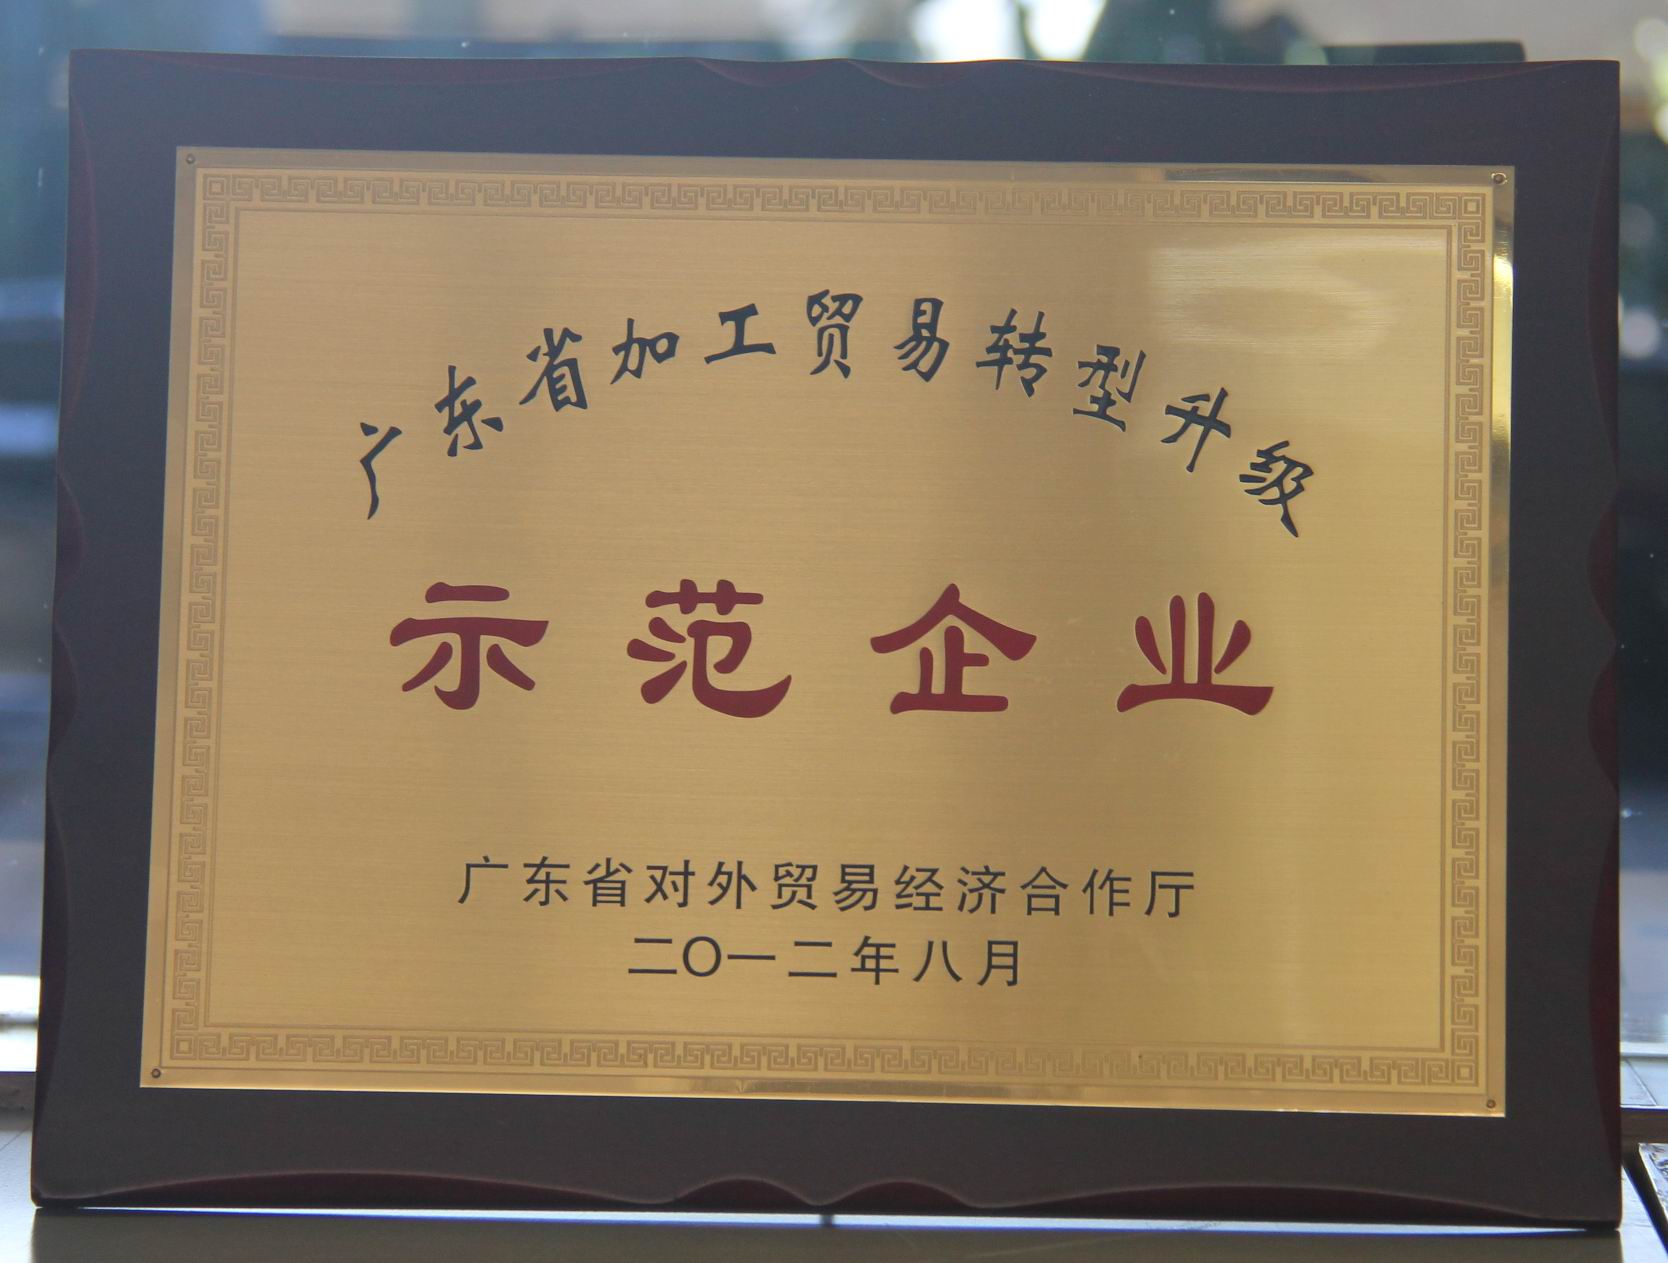 广东省加工贸易转型升级
示范企业
广东省对外贸易经济合作厅
二〇一二年八月